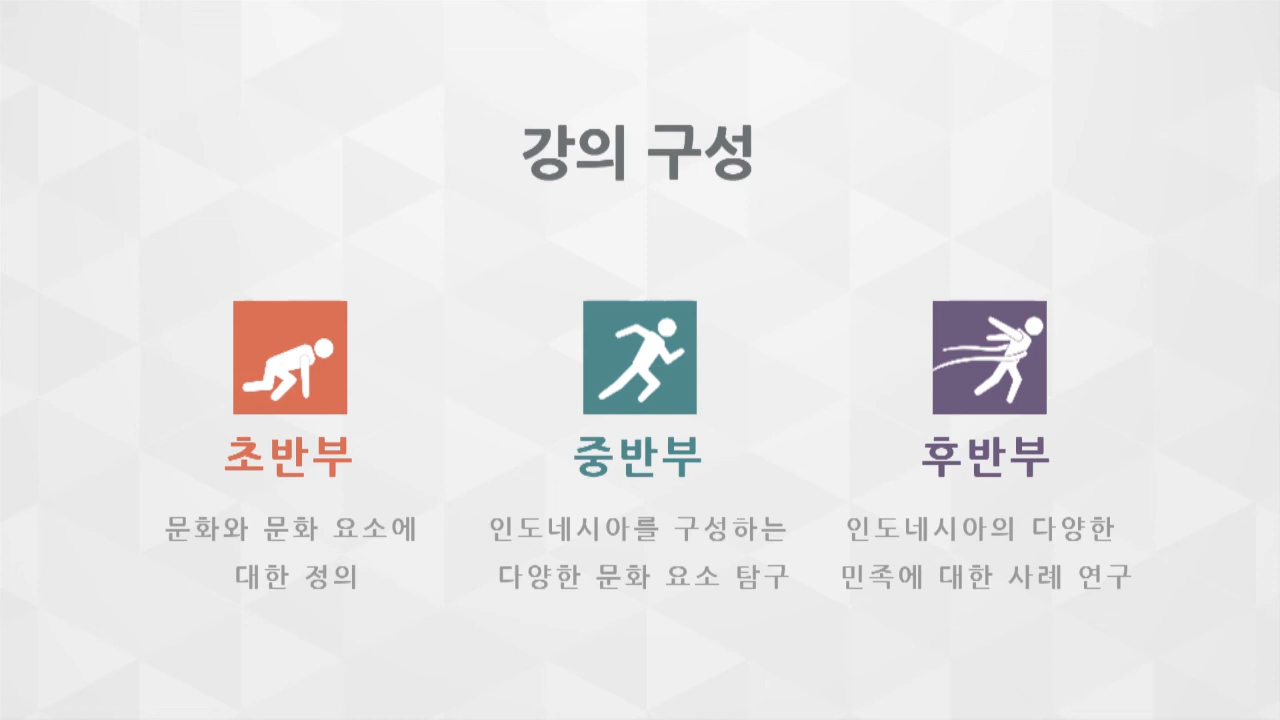 강의 구성
초반부
문화와 문화 요소에
대한 정의
중반부
인도네시아를 구성하는
다양한 문화 요소 탐구
후반부
인도네시아의 다양한
민족에 대한 사례 연구